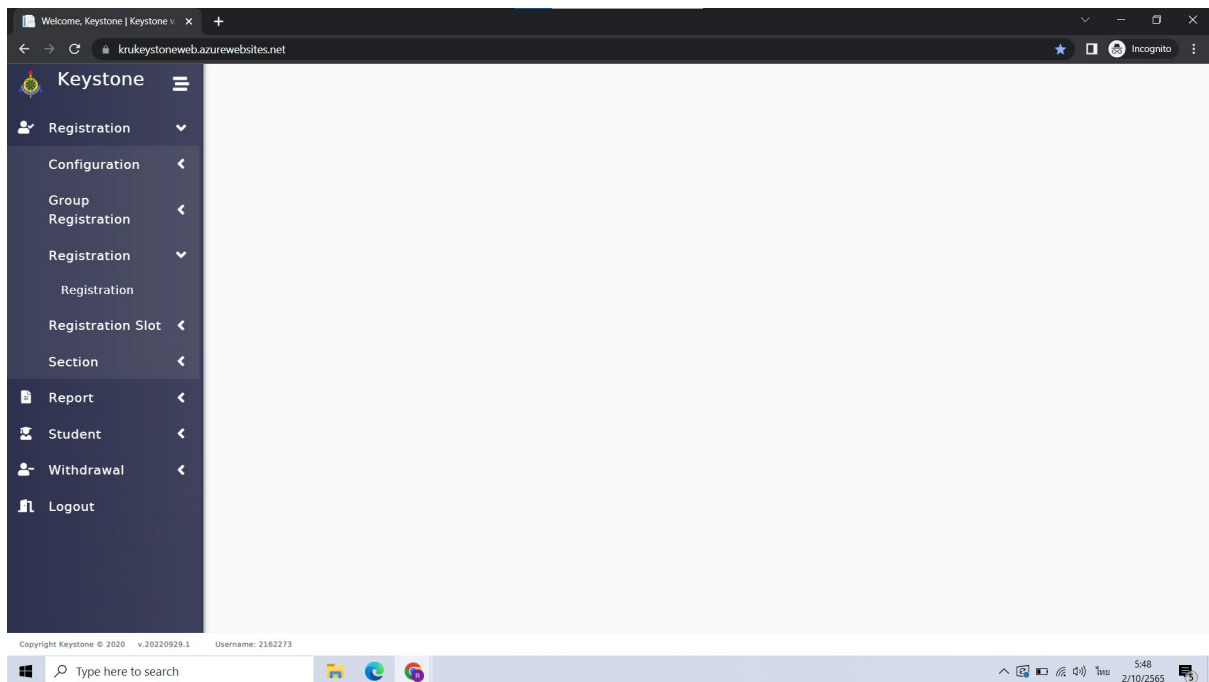 Welcome, Keystone | Keystone v.
krukeystoneweb.azurewebsites.net
Incognito
Keystone
Registration
Configuration
Group
Registration
Registration
Registration
Registration Slot
Section
Report
Student
Withdrawal
Logout
Copyright Keystone © 2020 v.20220929.1 Username: 2162273
Type here to search
ไทย
5:48
2/10/2565
5